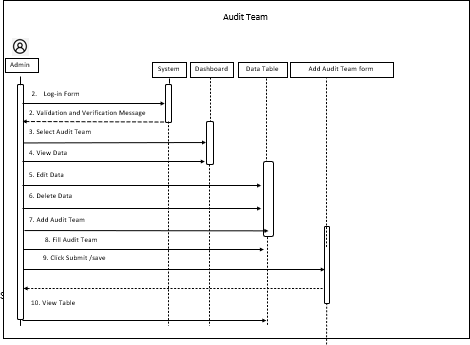 Audit Team
Admin
System
Dashboard
Data Table
Add Audit Team form
2. Log-in Form
2. Validation and Verification Message
3. Select Audit Team
4. View Data
5. Edit Data
6. Delete Data
7. Add Audit Team
8. Fill Audit Team
9. Click Submit /save
10. View Table